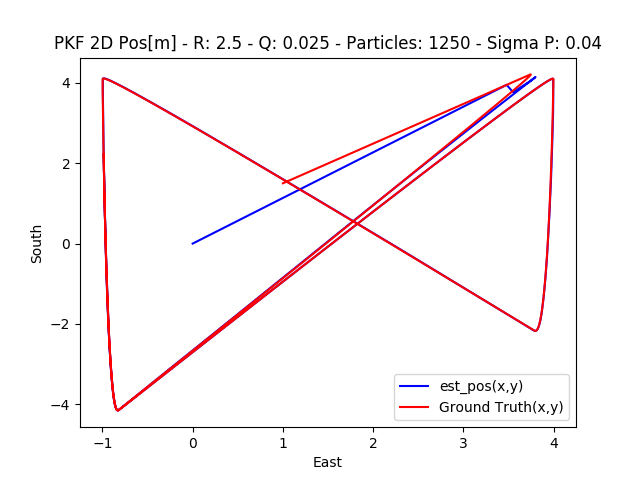 PKF 2D Pos[m] - R: 2.5 - Q: 0.025 - Particles: 1250 - Sigma P: 0.04
4
2
0
−2
−4
South
est_pos(x,y)
Ground Truth(x,y)
−1 0 1 2 3 4
East